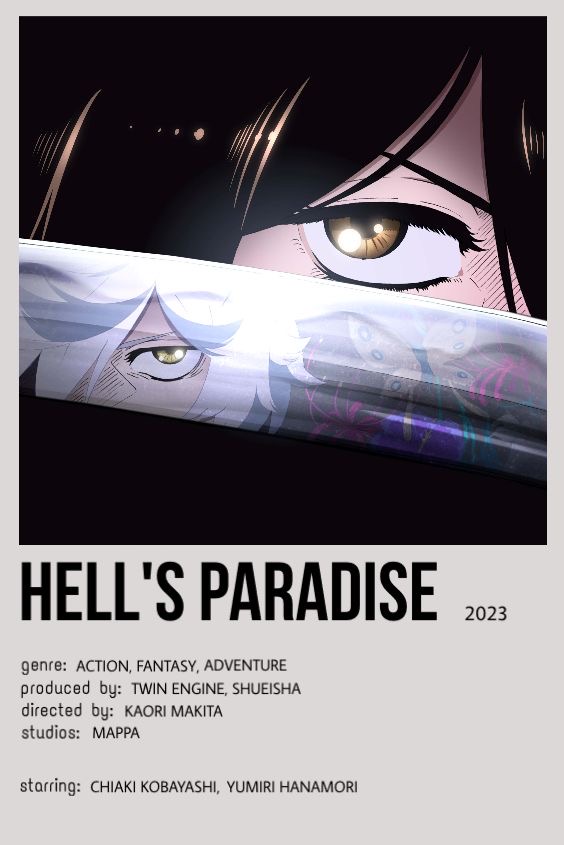 HELL'S PARADISE 2023
genre: ACTION, FANTASY, ADVENTURE
produced by: TWIN ENGINE, SHUEISHA
directed by: KAORI MAKITA
studios: MAPPA
starring: CHIAKI KOBAYASHI, YUMIRI HANAMORI